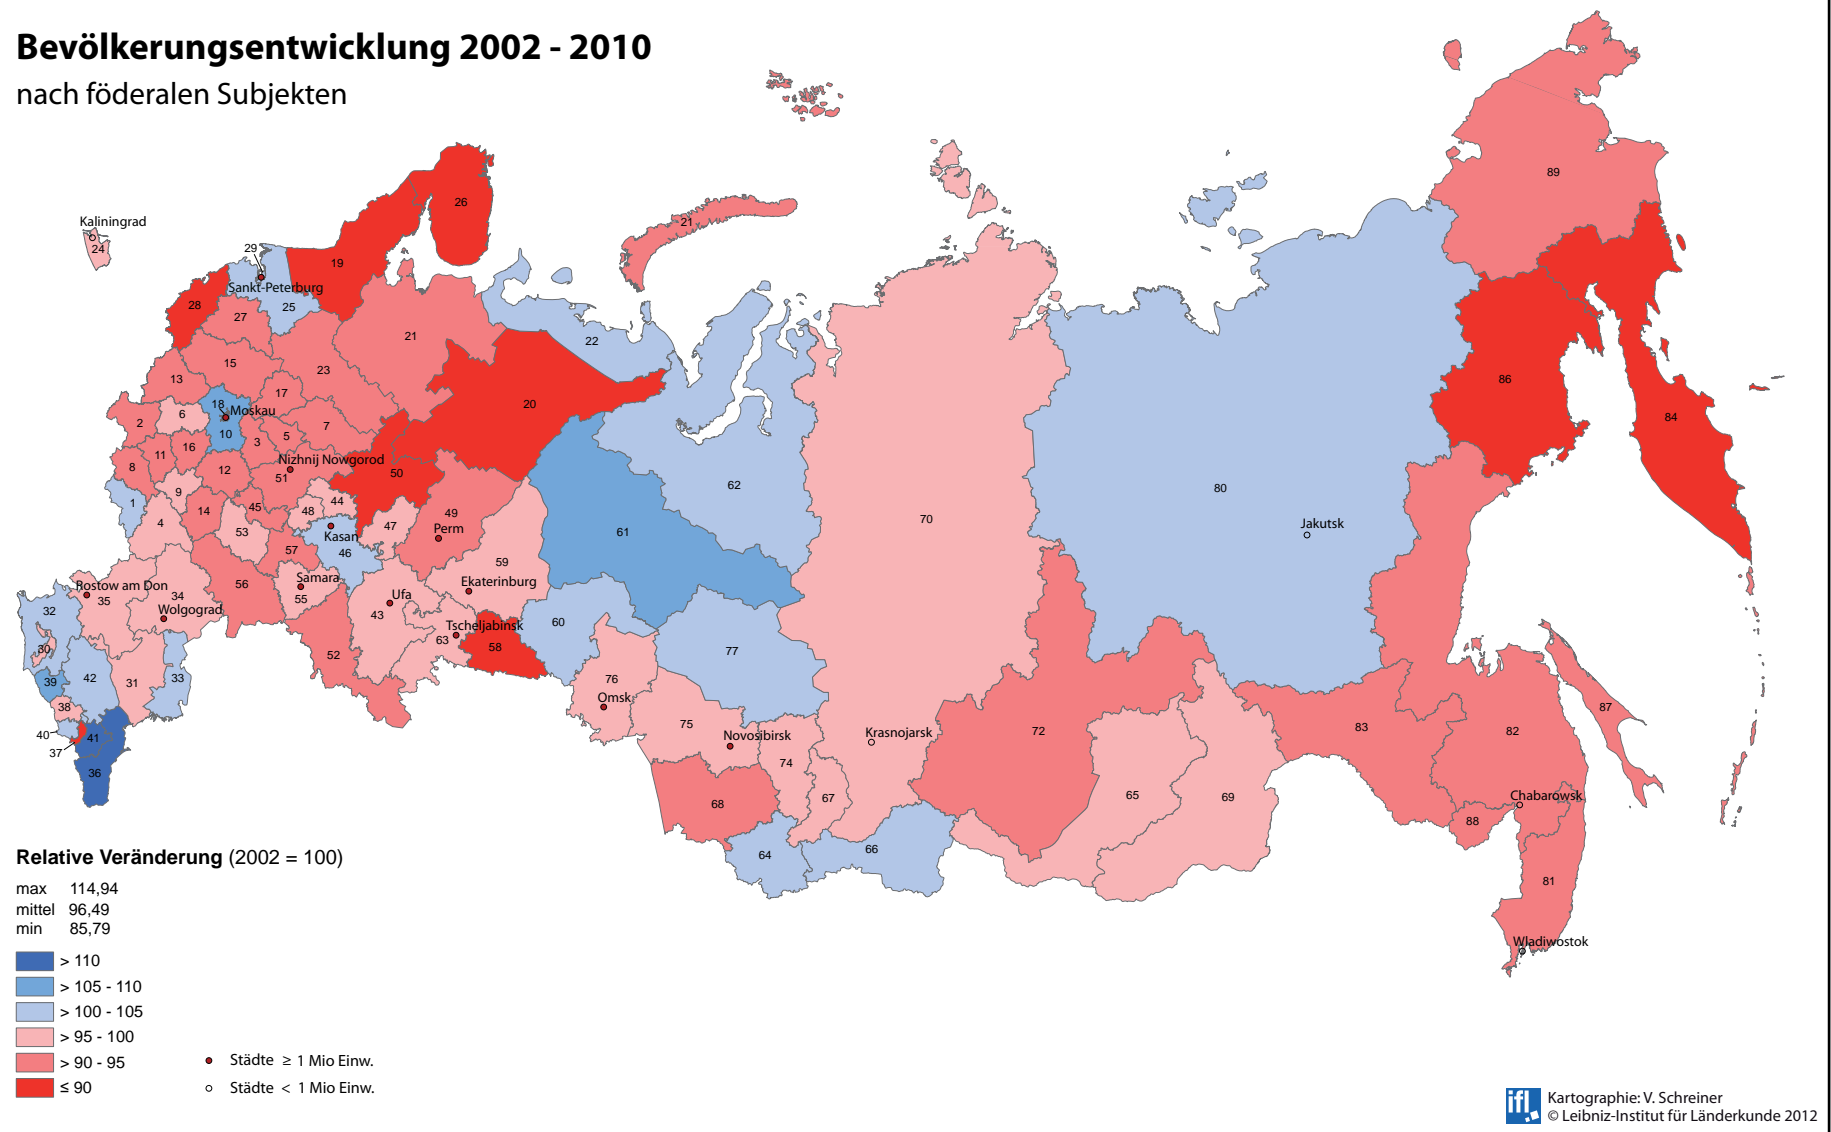 Bevölkerungsentwicklung 2002 - 2010
nach föderalen Subjekten
89
26
21
Kaliningrad
24
29
19
Sankt-Peterburg
28
25
27
21
22
15
23
13
17
86
20
18
Moskau
6
2
84
10
7
5
3
16
11
Nizhnij Nowgorod
8
12
50
51
62
80
9
44
1
45
14
48
49
70
4
47
Jakutsk
53
Perm
61
Kasan
57
46
59
Samara
56
Ekaterinburg
Rostow am Don
34
Ufa
55
35
32
Wolgograd
43
60
Tscheljabinsk
63
58
30
77
52
42
33
76
39
31
Omsk
38
87
75
40
Novosibirsk
Krasnojarsk
72
83
82
41
37
74
36
65
67
69
Chabarowsk
68
88
66
64
81
Wladiwostok
Relative Veränderung (2002 = 100)
max 114,94
mittel 96,49
min 85,79
> 110
> 105 - 110
> 100 - 105
> 95 - 100
> 90 - 95
≤ 90
Städte ≥ 1 Mio Einw.
Städte < 1 Mio Einw.
ifl
Kartographie: V. Schreiner
© Leibniz-Institut für Länderkunde 2012